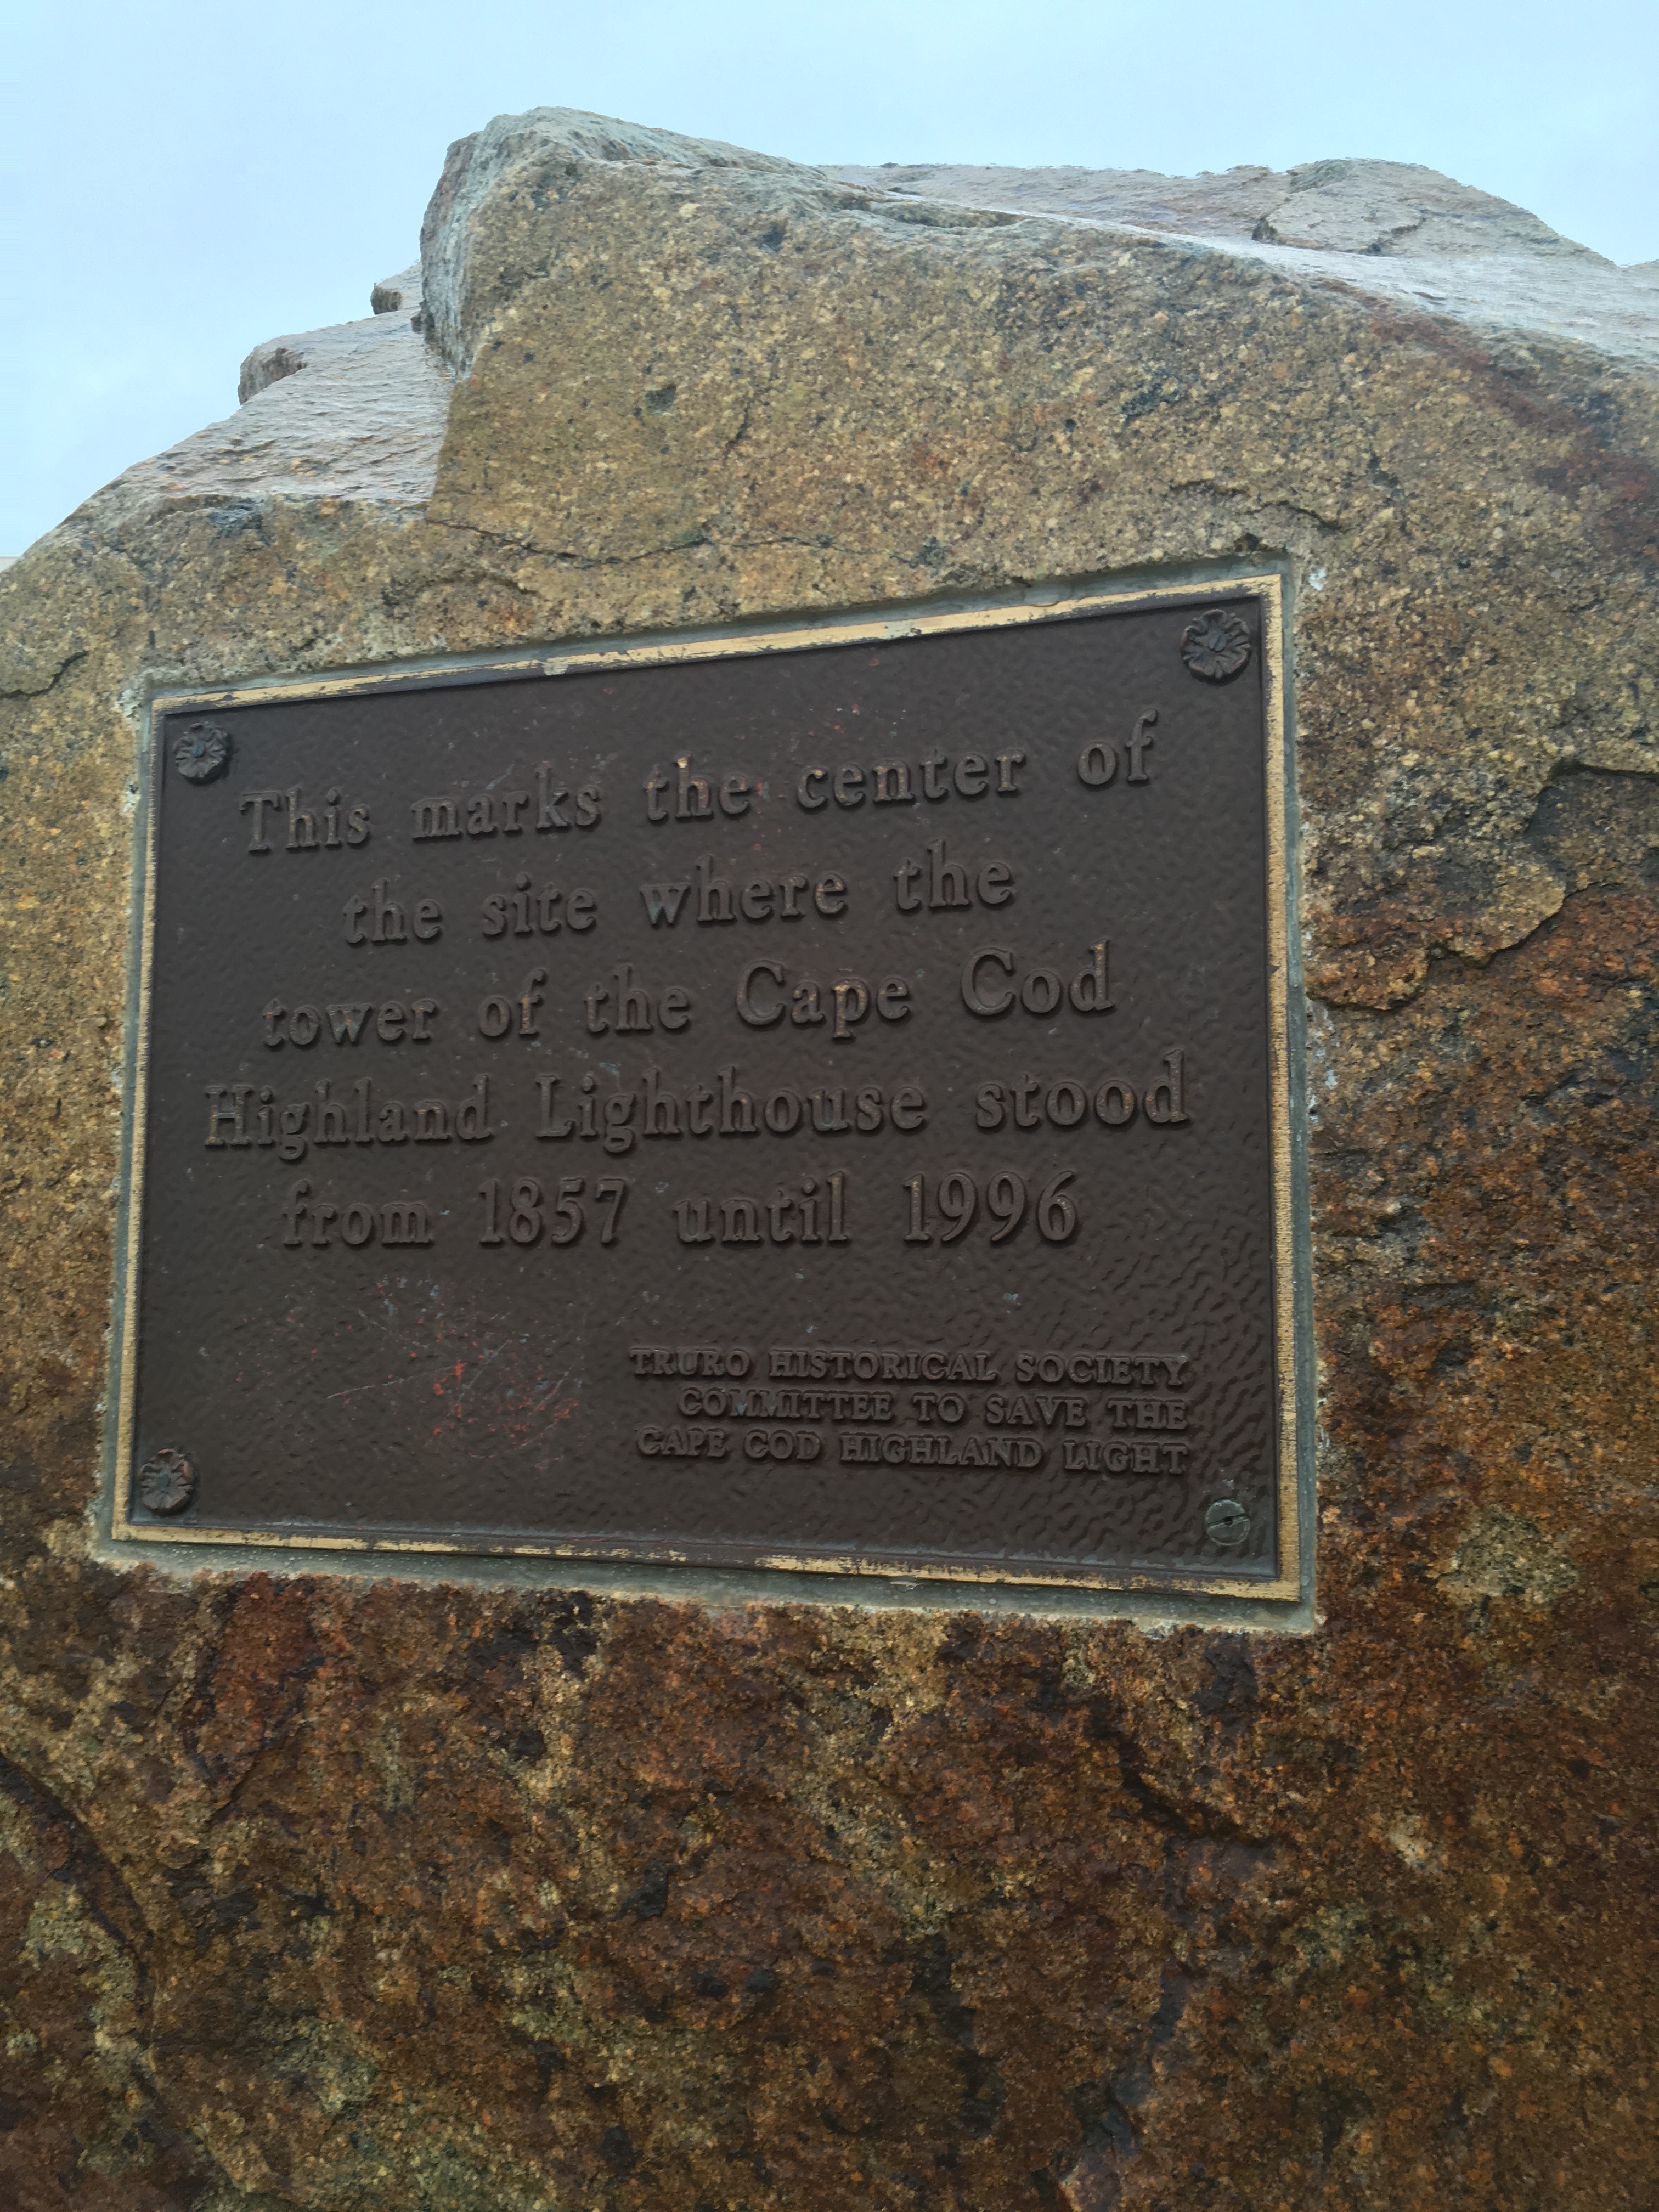 This marks the center of
the site where the
tower of the Cape Cod
Highland Lighthouse stood
from 1857 until 1996
TRURO HISTORICAL SOCIETY
COMMITTEE TO SAVE THE
CAPE COD HIGHLAND LIGHT